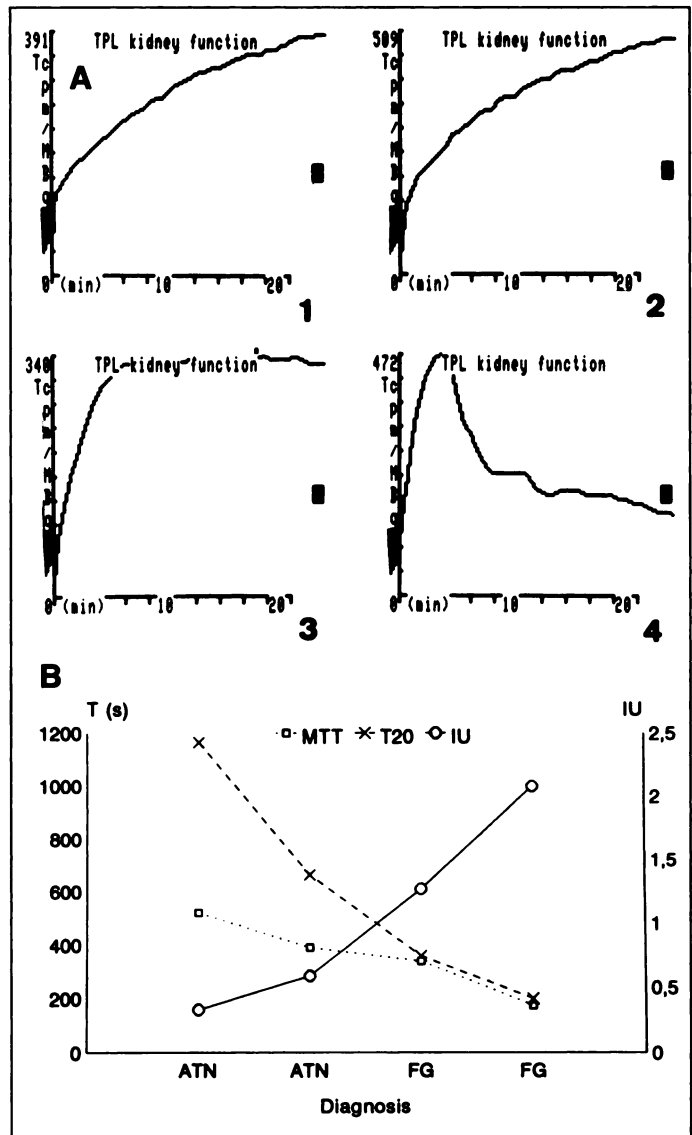 A
391 TPL kidney function
Tc
p
m
/
M
B
q
0 (min) 10 20
1
509 TPL kidney function
Tc
p
m
/
M
B
q
0 (min) 10 20
2
340 TPL kidney function
Tc
p
m
/
M
B
q
0 (min) 10 20
3
472 TPL kidney function
Tc
p
m
/
M
B
q
0 (min) 10 20
4
B
T (s) IU
MTT T20 IU
1200 2,5
1000 2
800 1,5
600 1
400 0,5
200 0
0
ATN ATN FG FG
Diagnosis